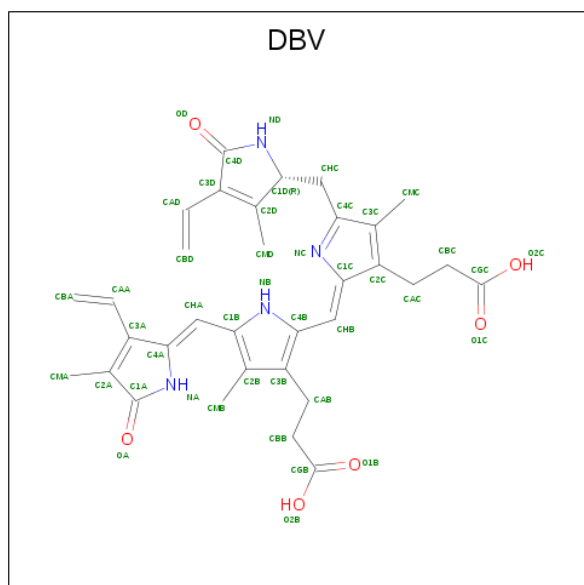 DBV
OD
O
H
N
ND
C4D
C3D
C1D(R)
CHC
CAD
C2D
CMC
C4C
C3C
CBD
CMD
N
NC
CBC
O2C
OH
C1C
C2C
CGC
CAC
O
O1C
CBA
CAA
CHA
NB
H
N
C1B
C4B
CHB
C3A
C4A
CMA
C2A
C1A
NH
NA
C2B
C3B
CMB
CAB
O
OA
CBB
CGB
O
O1B
HO
O2B